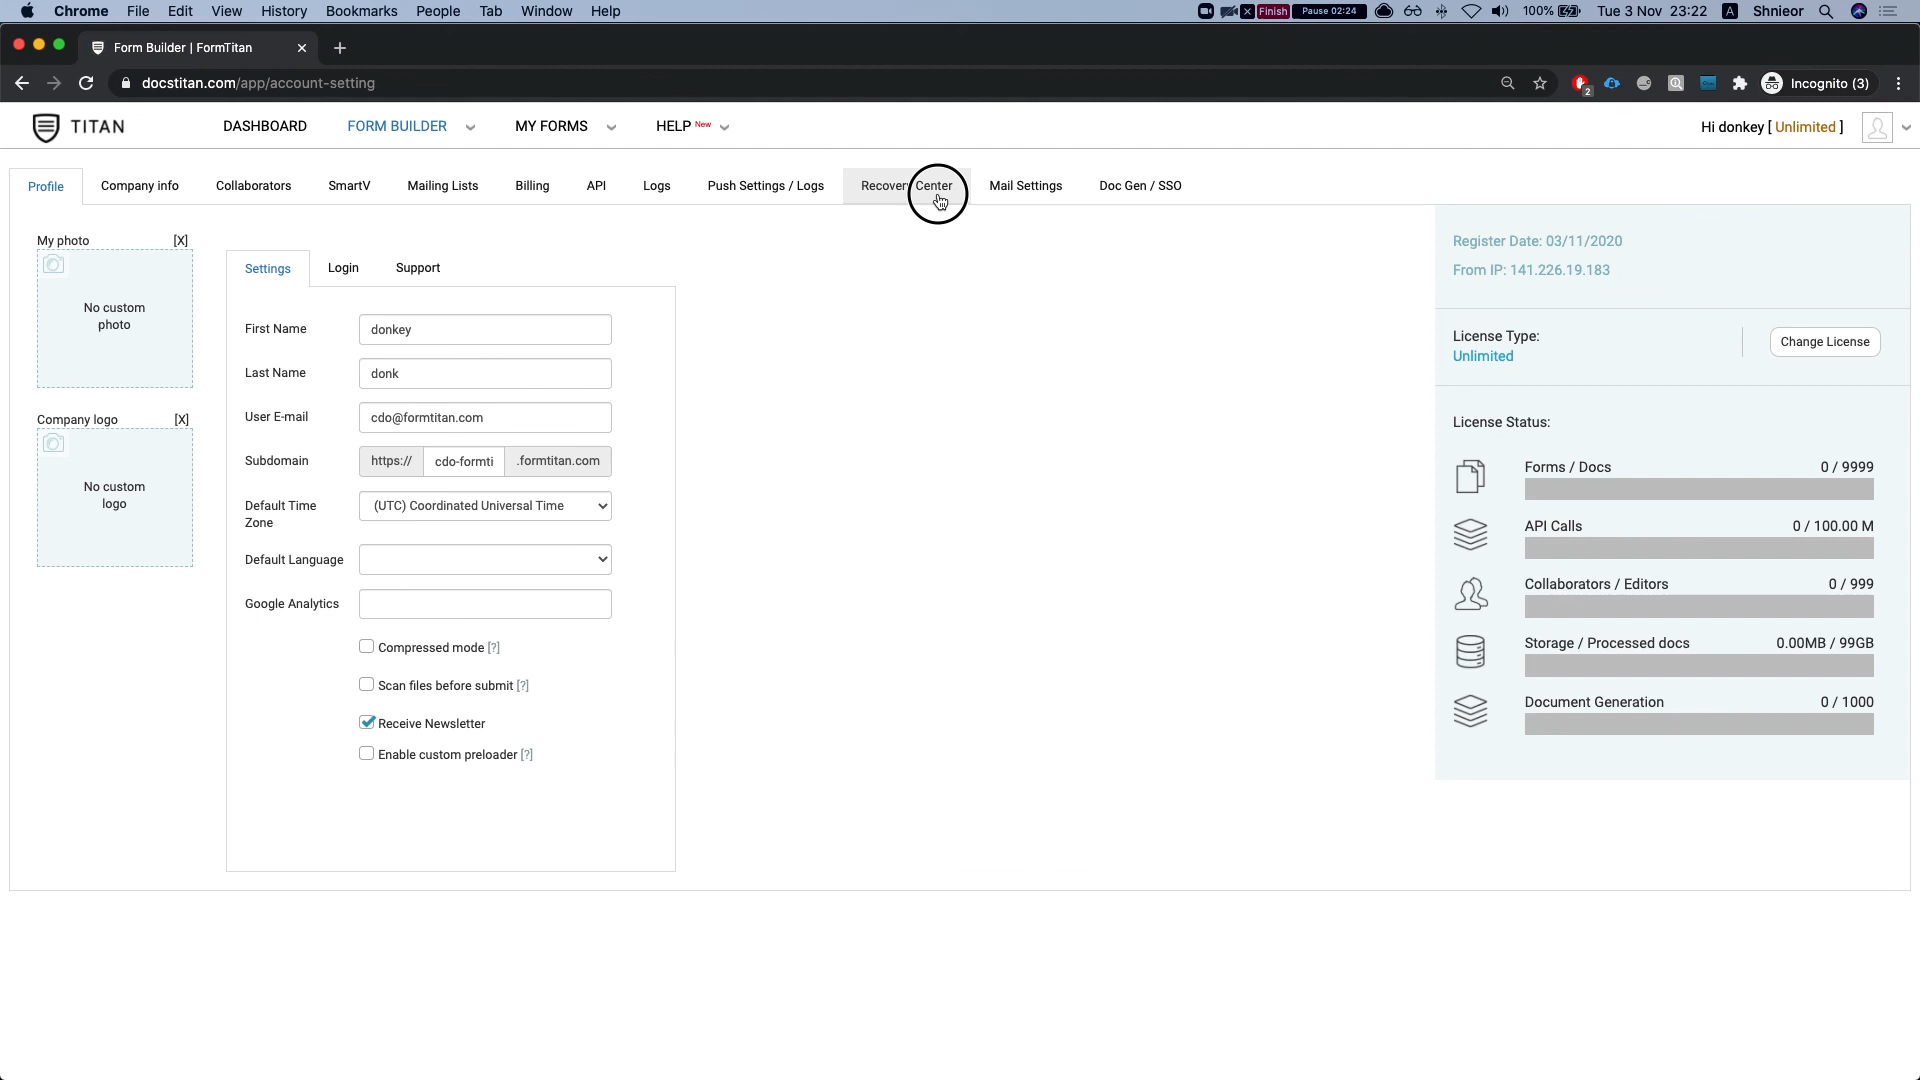 Chrome File Edit View History Bookmarks People Tab Window Help Finish Pause 02:24 100% Tue 3 Nov 23:22 A Shnieor
Form Builder | FormTitan
docstitan.com/app/account-setting 2 Incognito (3)
TITAN DASHBOARD FORM BUILDER MY FORMS HELP New Hi donkey [ Unlimited ]
Profile Company info Collaborators SmartV Mailing Lists Billing API Logs Push Settings / Logs Recovery Center Mail Settings Doc Gen / SSO
My photo [X]
No custom
photo
Company logo [X]
No custom
logo
Settings Login Support
First Name donkey
Last Name donk
User E-mail cdo@formtitan.com
Subdomain https:// cdo-formti .formtitan.com
Default Time
Zone
(UTC) Coordinated Universal Time
Default Language
Google Analytics
Compressed mode [?]
Scan files before submit [?]
Receive Newsletter
Enable custom preloader [?]
Register Date: 03/11/2020
From IP: 141.226.19.183
License Type:
Unlimited
Change License
License Status:
Forms / Docs 0 / 9999
API Calls 0 / 100.00 M
Collaborators / Editors 0 / 999
Storage / Processed docs 0.00MB / 99GB
Document Generation 0 / 1000